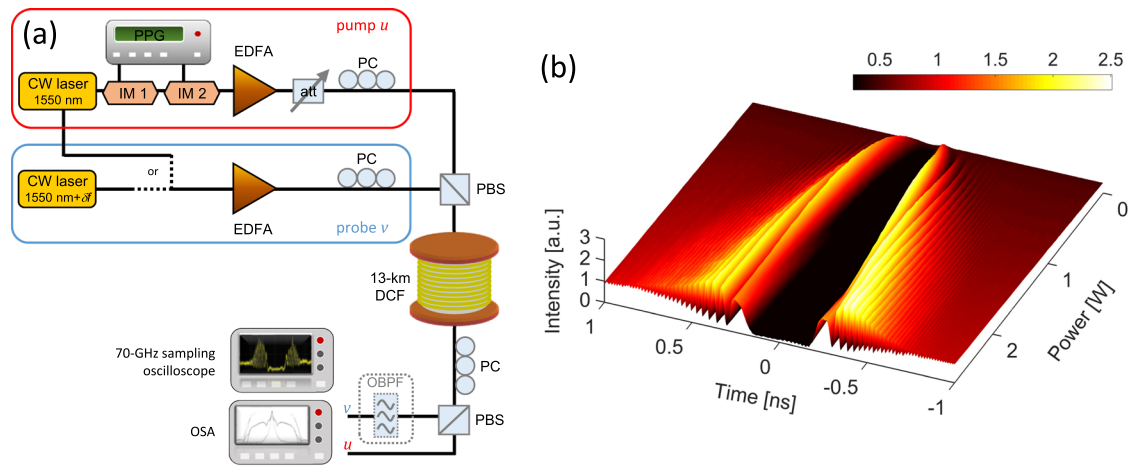 (a)
pump u
PPG
EDFA
PC
CW laser
1550 nm
IM 1
IM 2
att
or
PC
CW laser
1550 nm+δf
EDFA
PBS
probe v
13-km
DCF
70-GHz sampling
oscilloscope
PC
OBPF
v
PBS
OSA
u
(b)
0.5
1
1.5
2
2.5
Intensity [a.u.]
3
2
1
0
1
0.5
0
-0.5
-1
Time [ns]
0
1
2
Power [W]